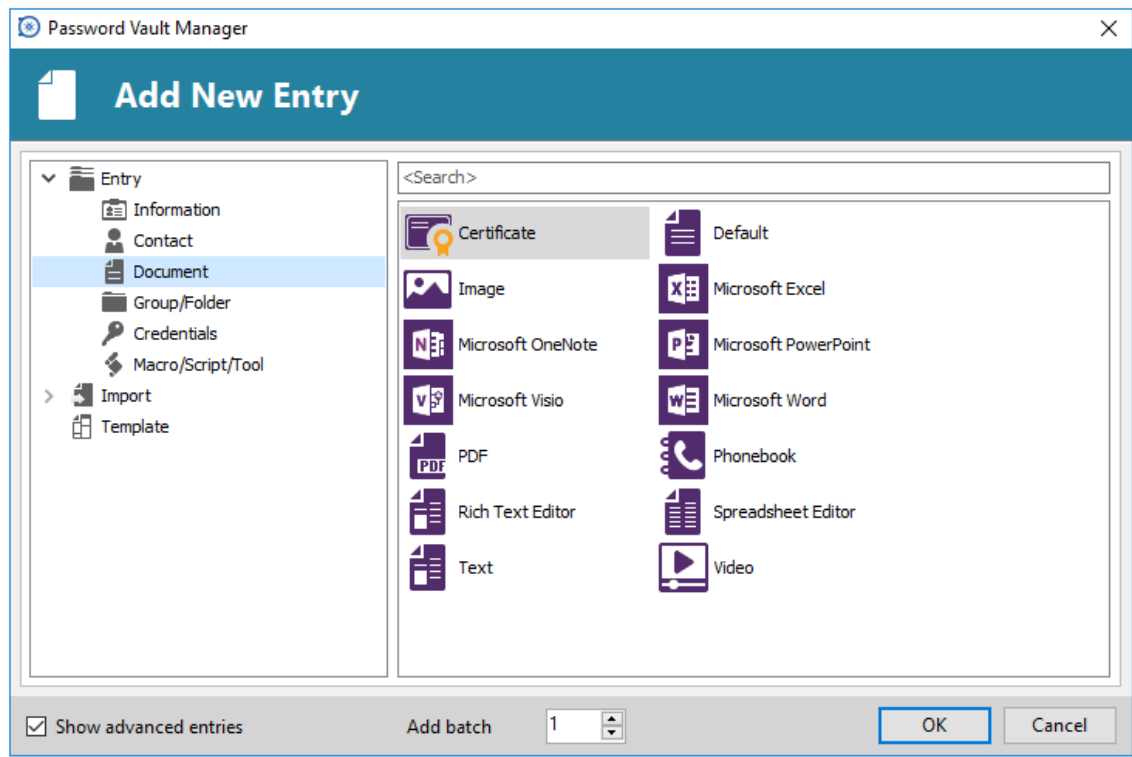 Password Vault Manager
Add New Entry
Entry
Information
Contact
Document
Group/Folder
Credentials
Macro/Script/Tool
Import
Template
<Search>
Certificate
Default
Image
Microsoft Excel
Microsoft OneNote
Microsoft PowerPoint
Microsoft Visio
Microsoft Word
PDF
Phonebook
Rich Text Editor
Spreadsheet Editor
Text
Video
Show advanced entries
Add batch
1
OK
Cancel